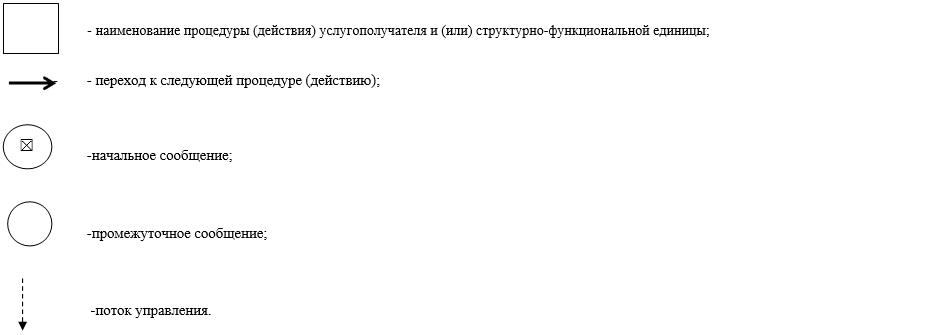 - наименование процедуры (действия) услугополучателя и (или) структурно-функциональной единицы;
- переход к следующей процедуре (действию);
-начальное сообщение;
-промежуточное сообщение;
-поток управления.